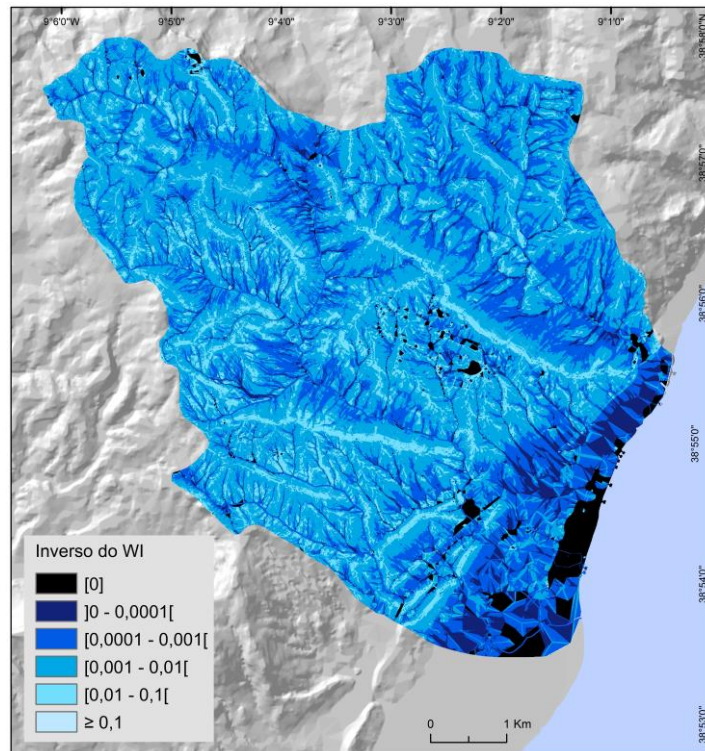 9°6'0"W
9°5'0"
9°4'0"
9°3'0"
9°2'0"
9°1'0"
38°58'0"N
38°57'0"
38°56'0"
38°55'0"
38°54'0"
38°53'0"
Inverso do WI
[0]
]0 - 0,0001[
[0,0001 - 0,001[
[0,001 - 0,01[
[0,01 - 0,1[
≥ 0,1
0 1 Km